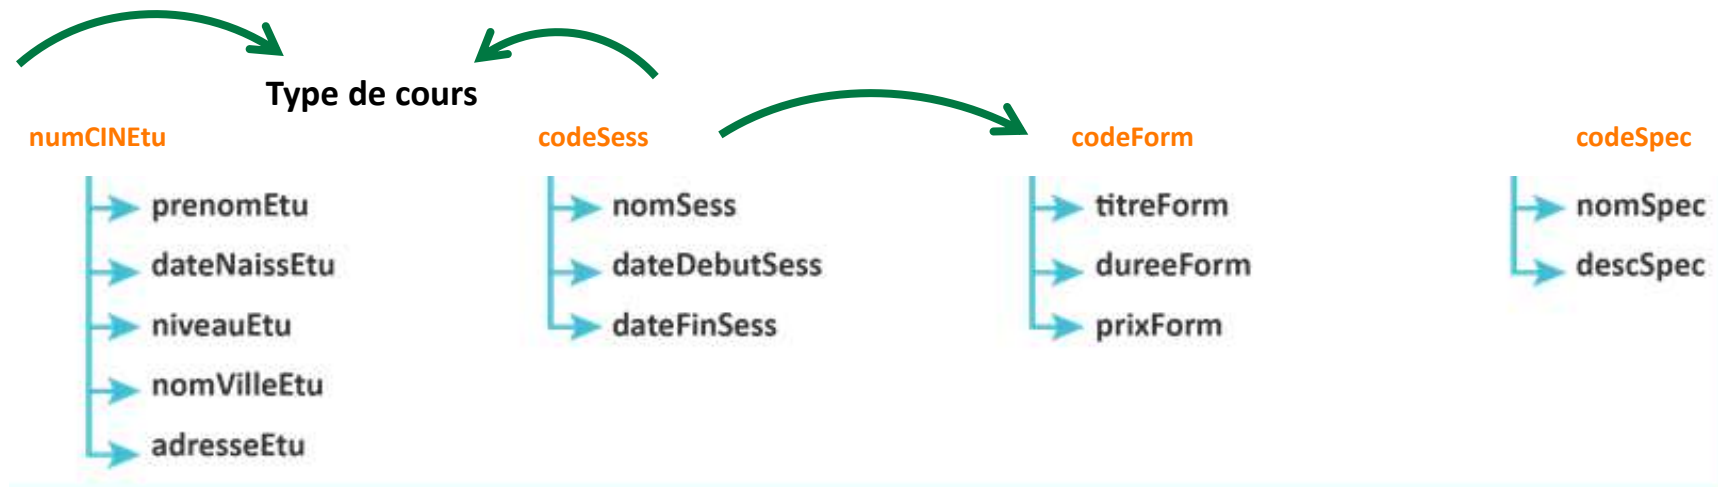 Type de cours
numCINEtu codeSess codeForm codeSpec
prenomEtu nomSess titreForm nomSpec
dateNaissEtu dateDebutSess dureeForm descSpec
niveauEtu dateFinSess prixForm
nomVilleEtu
adresseEtu